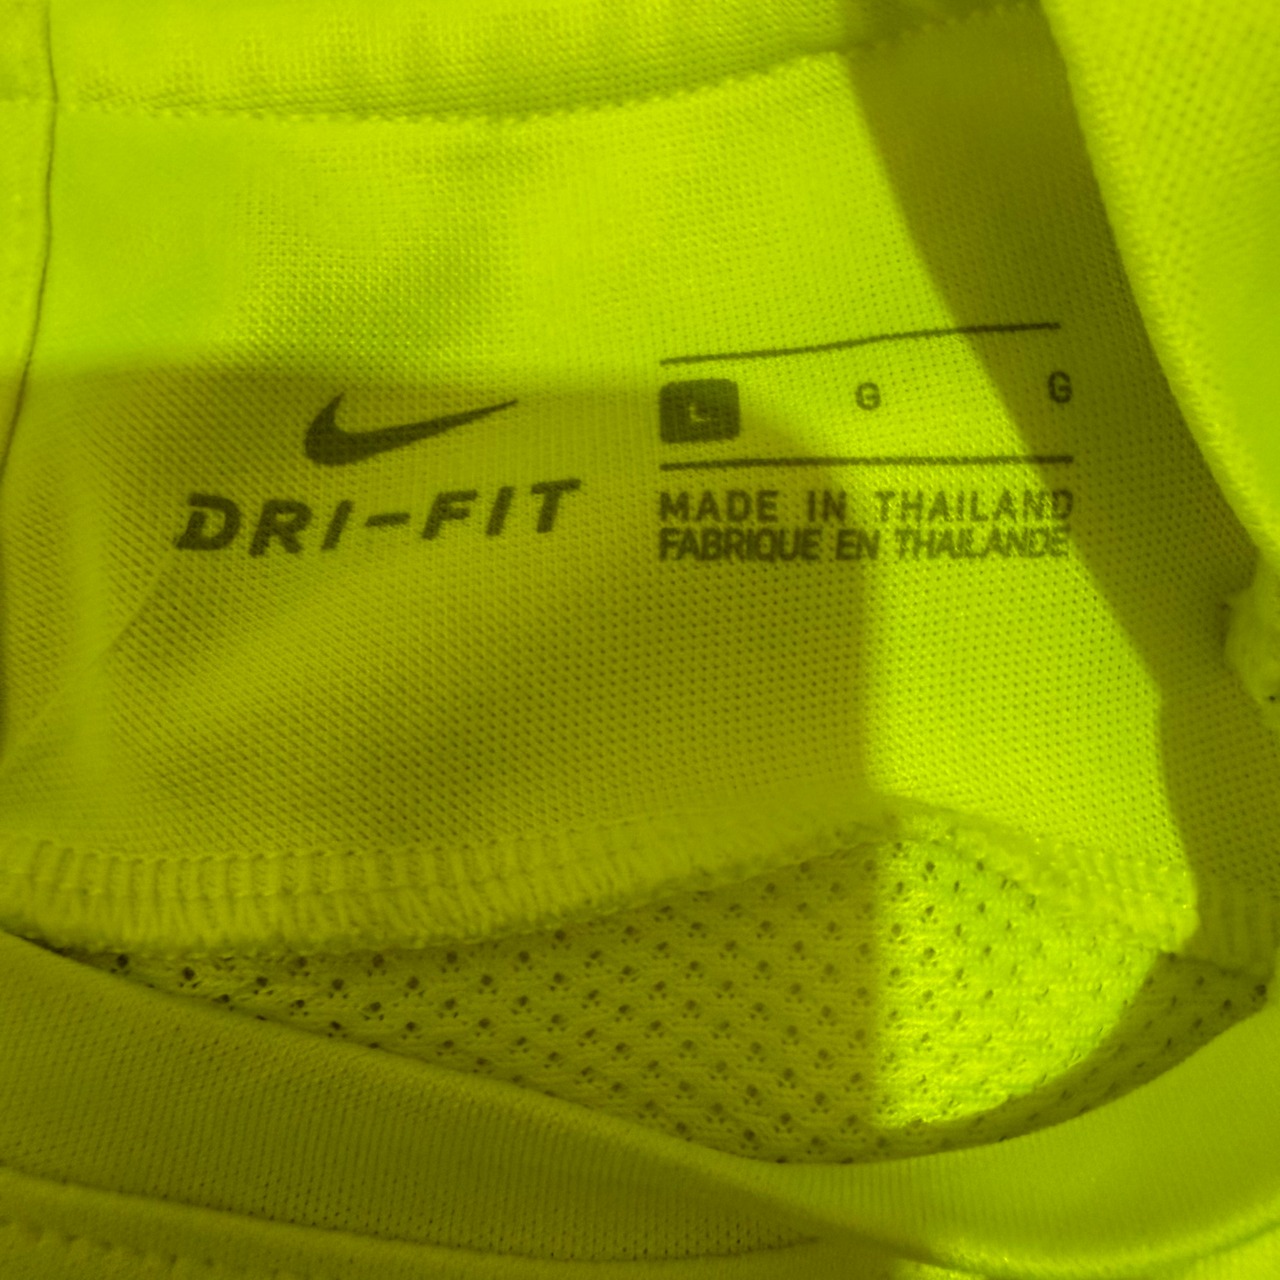 DRI-FIT
L G G
MADE IN THAILAND
FABRIQUE EN THAILANDE